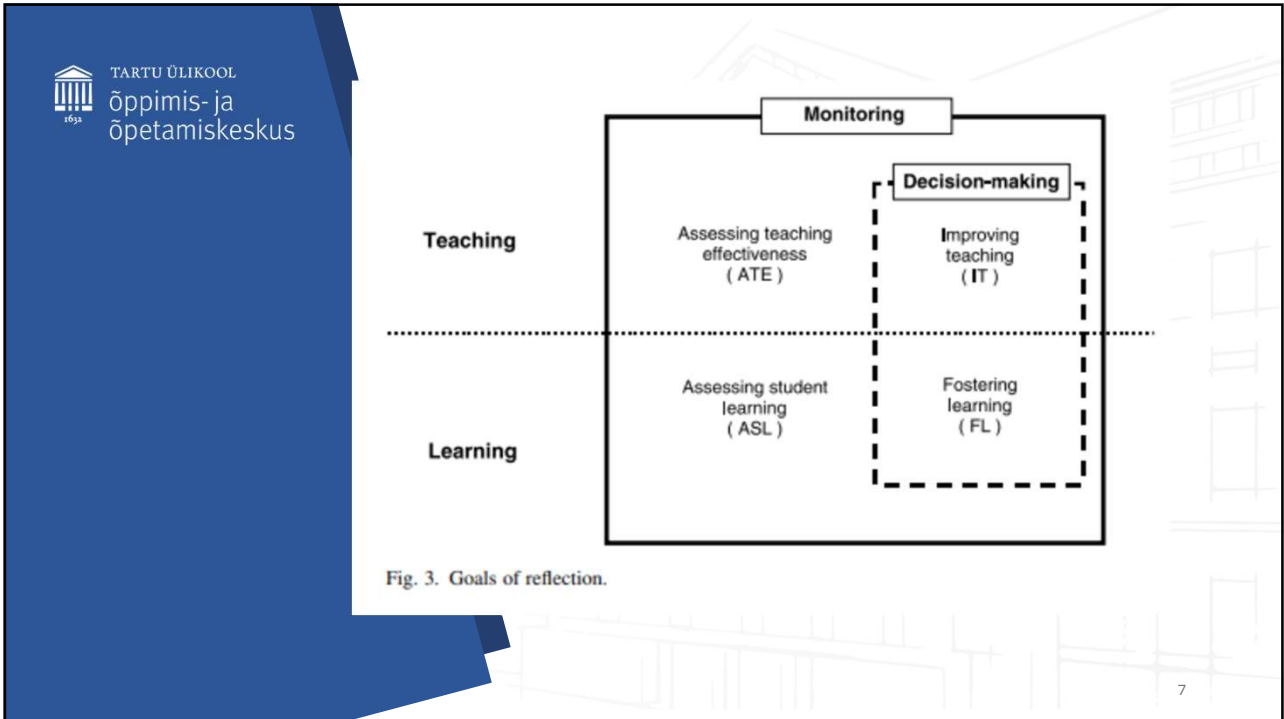 TARTU ÜLIKOOL
õppimis- ja
õpetamiskeskus
1632
Monitoring
Decision-making
Teaching
Assessing teaching
effectiveness
( ATE )
Improving
teaching
( IT )
Learning
Assessing student
learning
( ASL )
Fostering
learning
( FL )
Fig. 3. Goals of reflection.
7